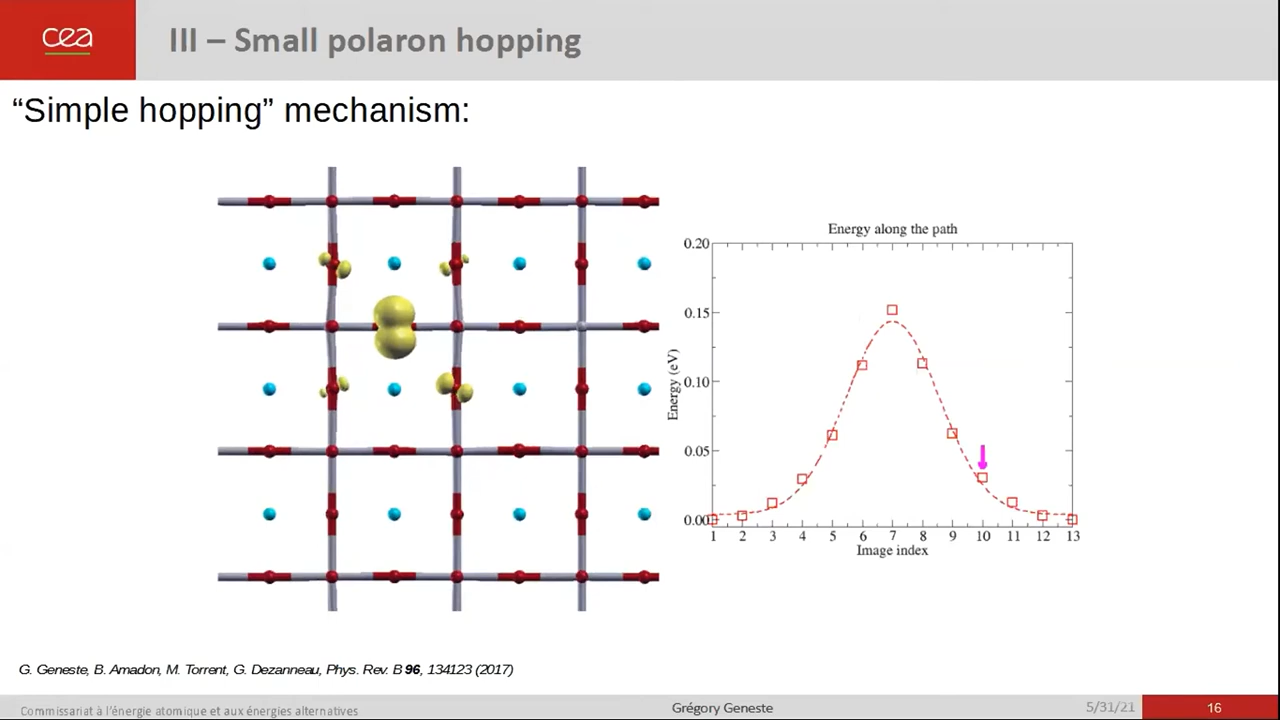 cea
III – Small polaron hopping
“Simple hopping” mechanism:
Energy along the path
0.20
0.15
0.10
0.05
0.00
Energy (eV)
1 2 3 4 5 6 7 8 9 10 11 12 13
Image index
G. Geneste, B. Amadon, M. Torrent, G. Dezanneau, Phys. Rev. B 96, 134123 (2017)
Commissariat à l'énergie atomique et aux énergies alternatives
Grégory Geneste
5/31/21
16